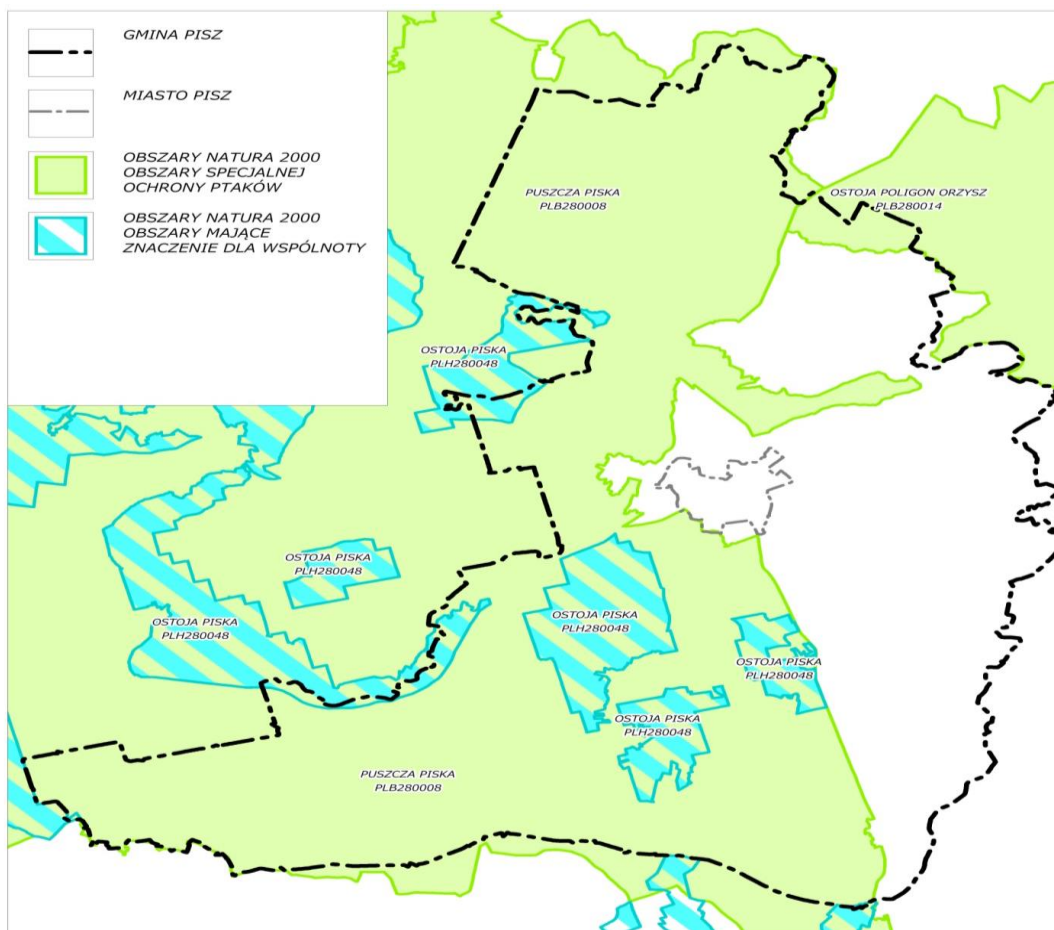 GMINA PISZ
MIASTO PISZ
OBSZARY NATURA 2000
OBSZARY SPECJALNEJ
OCHRONY PTAKÓW
OBSZARY NATURA 2000
OBSZARY MAJĄCE
ZNACZENIE DLA WSPÓLNOTY
PUSZCZA PISKA
PLB280008
OSTOJA POLIGON ORZYSZ
PLB280014
OSTOJA PISKA
PLH280048
OSTOJA PISKA
PLH280048
OSTOJA PISKA
PLH280048
OSTOJA PISKA
PLH280048
OSTOJA PISKA
PLH280048
OSTOJA PISKA
PLH280048
PUSZCZA PISKA
PLB280008